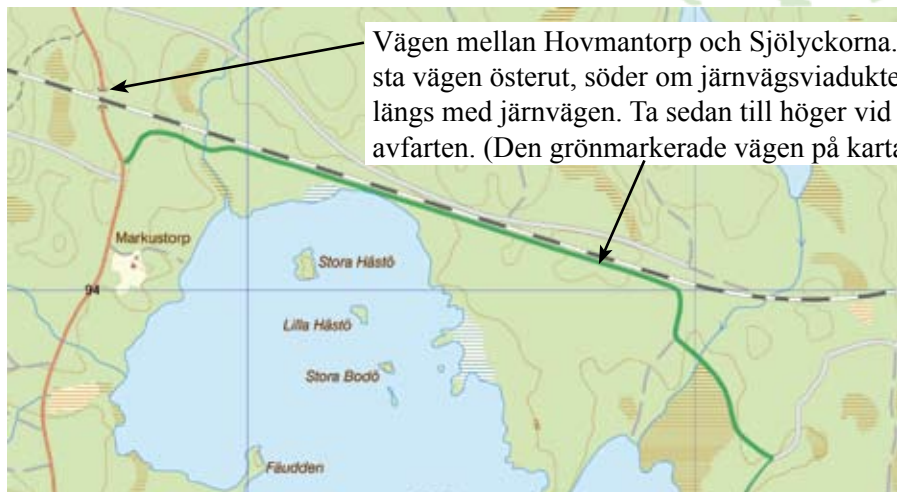 Vägen mellan Hovmantorp och Sjölyckorna.
sta vägen österut, söder om järnvägsviadukte
längs med järnvägen. Ta sedan till höger vid
avfarten. (Den grönmarkerade vägen på karta
Markustorp
Stora Hästö
94
Lilla Hästö
Stora Bodö
Fäudden